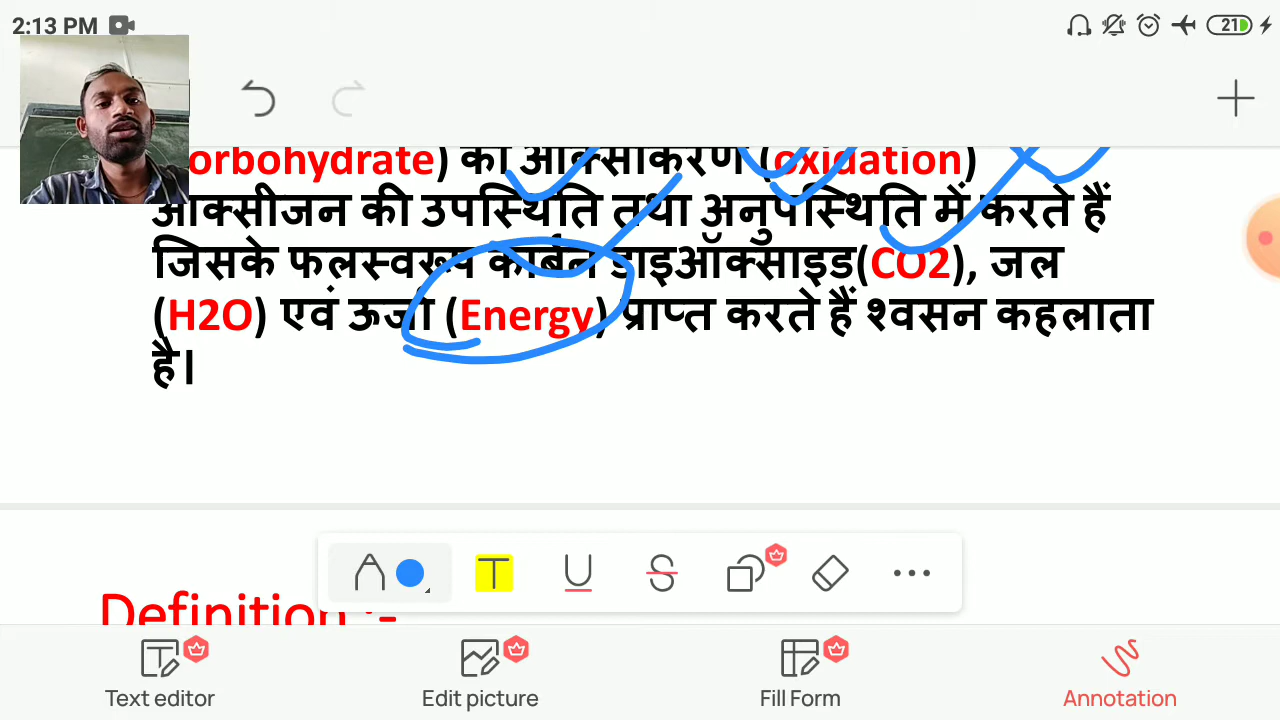 2:13 PM
21
orbohydrate) का ऑक्सीकरण (oxidation)
ऑक्सीजन की उपस्थिति तथा अनुपस्थिति में करते हैं
जिसके फलस्वरूप कार्बन डाइऑक्साइड(CO2), जल
(H2O) एवं ऊर्जा (Energy) प्राप्त करते हैं श्वसन कहलाता
है।
Definition :-
Text editor
Edit picture
Fill Form
Annotation